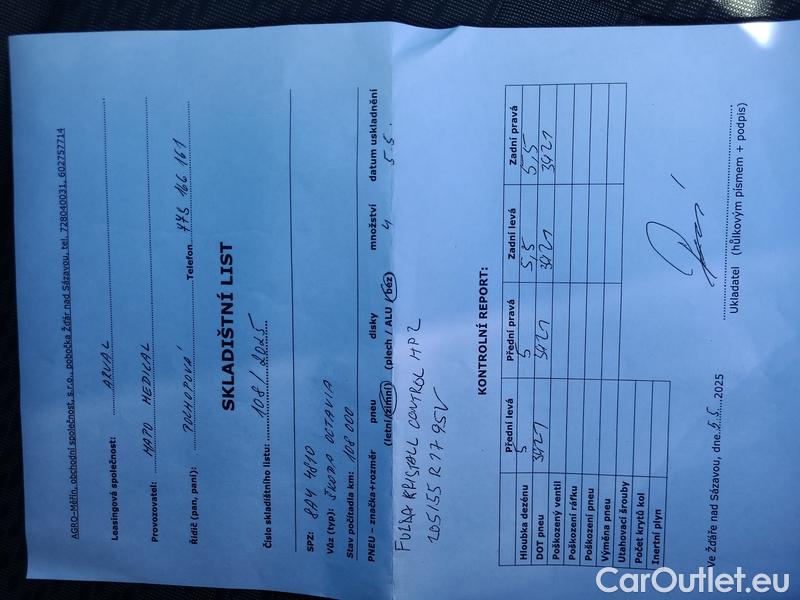 AGRO-Měřín, obchodní společnost, s.r.o., pobočka Žďár nad Sázavou, tel. 728040031, 602757714
Leasingová společnost: ARVAL
Provozovatel: MAPO MEDICAL
Řidič (pan, paní): POCHOPOVÁ Telefon 775 166 161
SKLADIŠTNÍ LIST
Číslo skladištního listu: 108/2025
SPZ: 8A4 4810
Vůz (typ): ŠKODA OCTAVIA
Stav počítadla km: 108 000
PNEU - značka+rozměr pneu disky množství datum uskladnění
(letní/zimní) (plech / ALU / bez) 4 5.5.
FULDA KRISTALL CONTROL HP2
205/55 R17 95V
KONTROLNÍ REPORT:
Přední levá Přední pravá Zadní levá Zadní pravá
Hloubka dezénu 5 5 5,5 5,5
DOT pneu 3421 3421 3421 3421
Poškozený ventil
Poškození ráfku
Poškození pneu
Výměna pneu
Utahovací šrouby
Počet krytů kol
Inertní plyn
Ve Žďáře nad Sázavou, dne 5.5. 2025
Ukladatel (hůlkovým písmem + podpis)
CarOutlet.eu